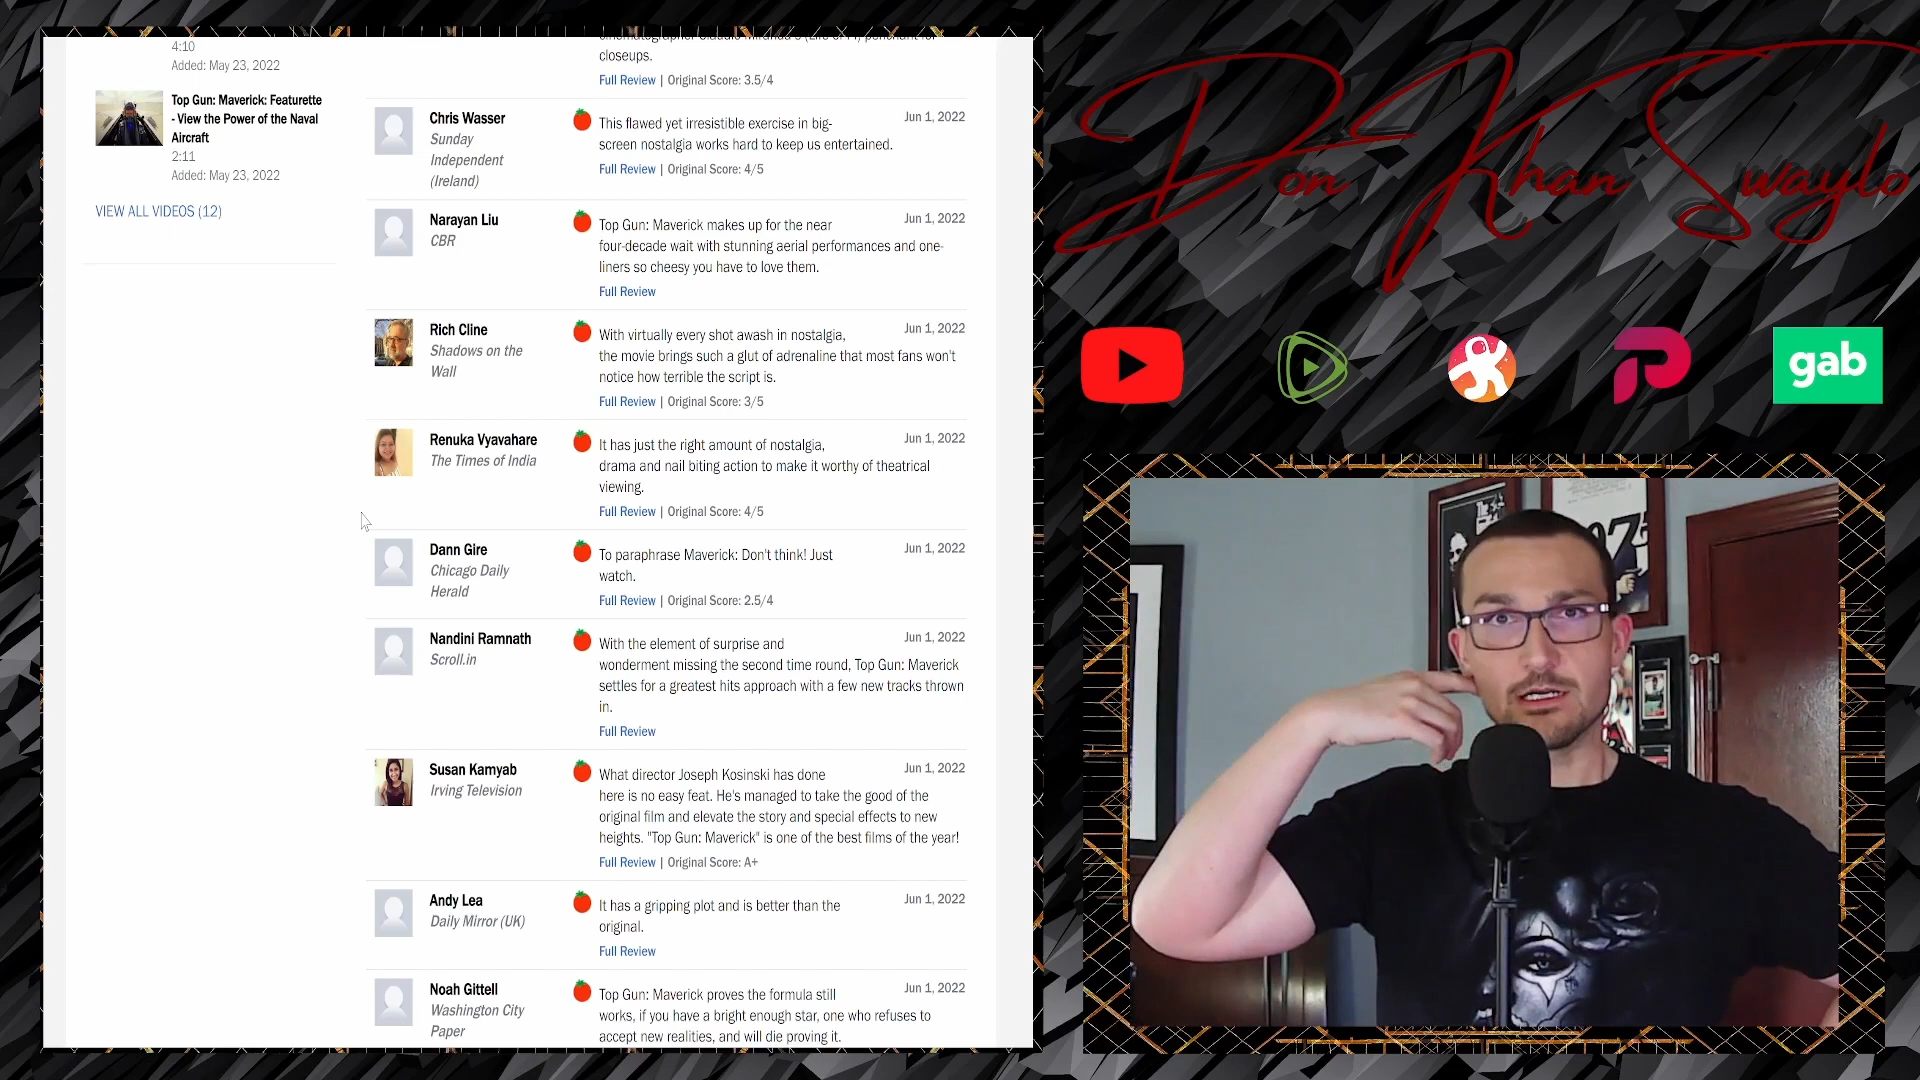 4:10
Added: May 23, 2022
Top Gun: Maverick: Featurette
- View the Power of the Naval
Aircraft
2:11
Added: May 23, 2022
VIEW ALL VIDEOS (12)
closeups.
Full Review | Original Score: 3.5/4
Chris Wasser
Sunday
Independent
(Ireland)
Jun 1, 2022
This flawed yet irresistible exercise in big-
screen nostalgia works hard to keep us entertained.
Full Review | Original Score: 4/5
Narayan Liu
CBR
Jun 1, 2022
Top Gun: Maverick makes up for the near
four-decade wait with stunning aerial performances and one-
liners so cheesy you have to love them.
Full Review
Rich Cline
Shadows on the
Wall
Jun 1, 2022
With virtually every shot awash in nostalgia,
the movie brings such a glut of adrenaline that most fans won't
notice how terrible the script is.
Full Review | Original Score: 3/5
Renuka Vyavahare
The Times of India
Jun 1, 2022
It has just the right amount of nostalgia,
drama and nail biting action to make it worthy of theatrical
viewing.
Full Review | Original Score: 4/5
Dann Gire
Chicago Daily
Herald
Jun 1, 2022
To paraphrase Maverick: Don't think! Just
watch.
Full Review | Original Score: 2.5/4
Nandini Ramnath
Scroll.in
Jun 1, 2022
With the element of surprise and
wonderment missing the second time round, Top Gun: Maverick
settles for a greatest hits approach with a few new tracks thrown
in.
Full Review
Susan Kamyab
Irving Television
Jun 1, 2022
What director Joseph Kosinski has done
here is no easy feat. He's managed to take the good of the
original film and elevate the story and special effects to new
heights. "Top Gun: Maverick" is one of the best films of the year!
Full Review | Original Score: A+
Andy Lea
Daily Mirror (UK)
Jun 1, 2022
It has a gripping plot and is better than the
original.
Full Review
Noah Gittell
Washington City
Paper
Jun 1, 2022
Top Gun: Maverick proves the formula still
works, if you have a bright enough star, one who refuses to
accept new realities, and will die proving it.
Don Khan Swaylo
gab